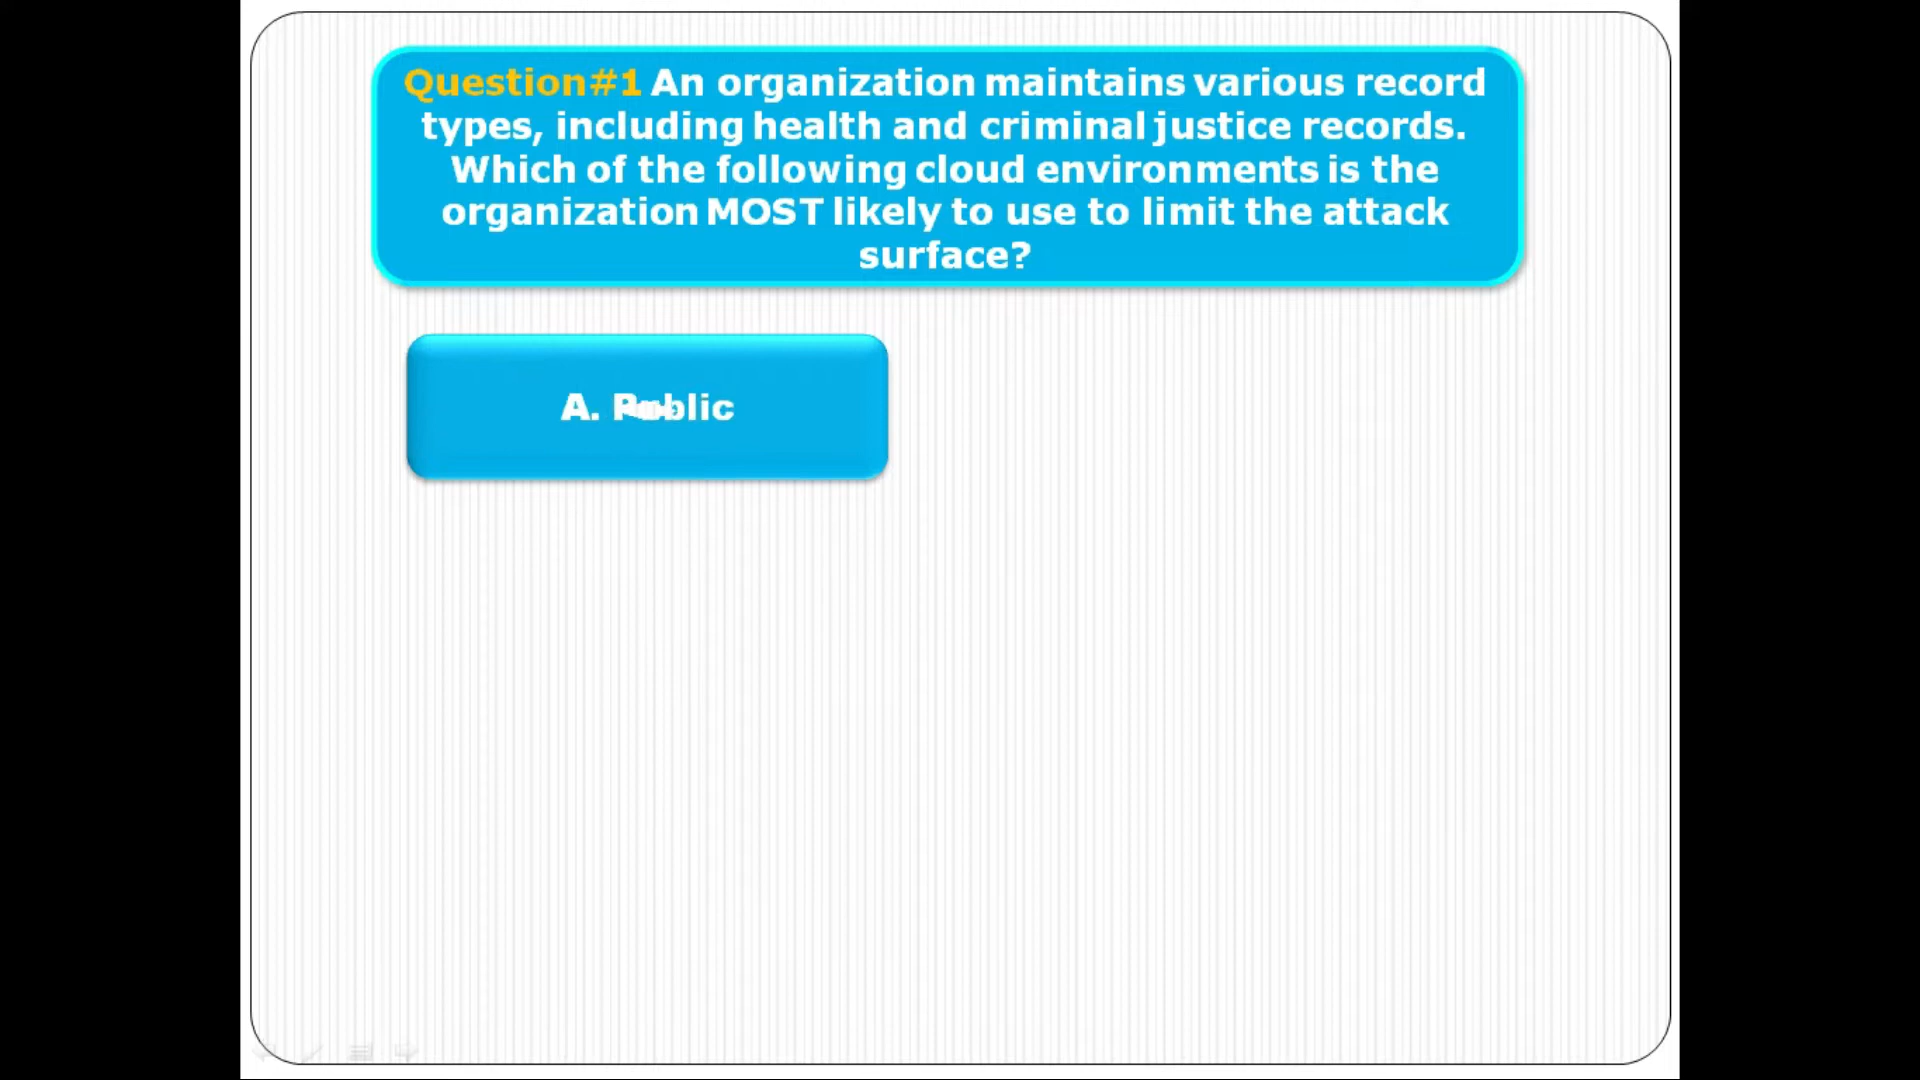 Question#1 An organization maintains various record
types, including health and criminal justice records.
Which of the following cloud environments is the
organization MOST likely to use to limit the attack
surface?
A. Public